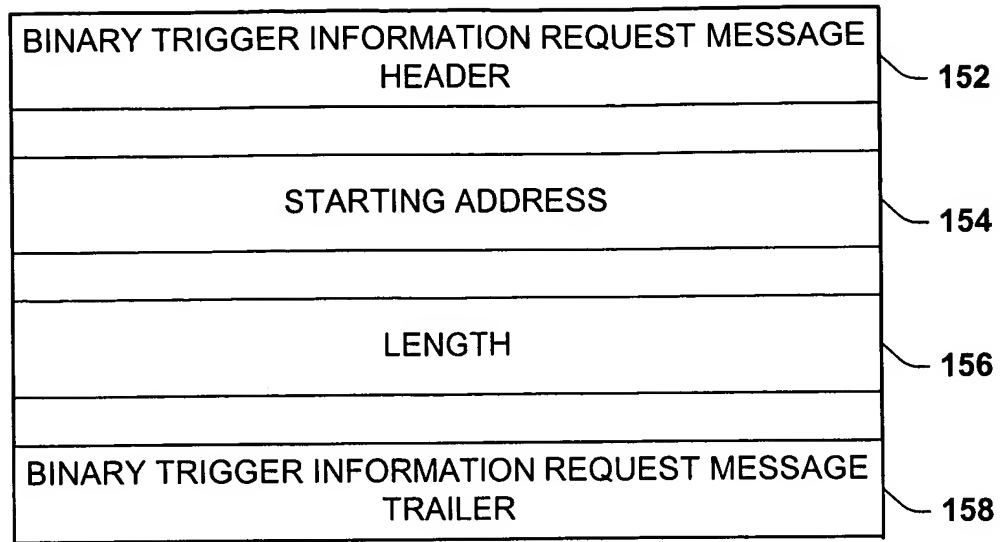 BINARY TRIGGER INFORMATION REQUEST MESSAGE
HEADER
152
STARTING ADDRESS
154
LENGTH
156
BINARY TRIGGER INFORMATION REQUEST MESSAGE
TRAILER
158